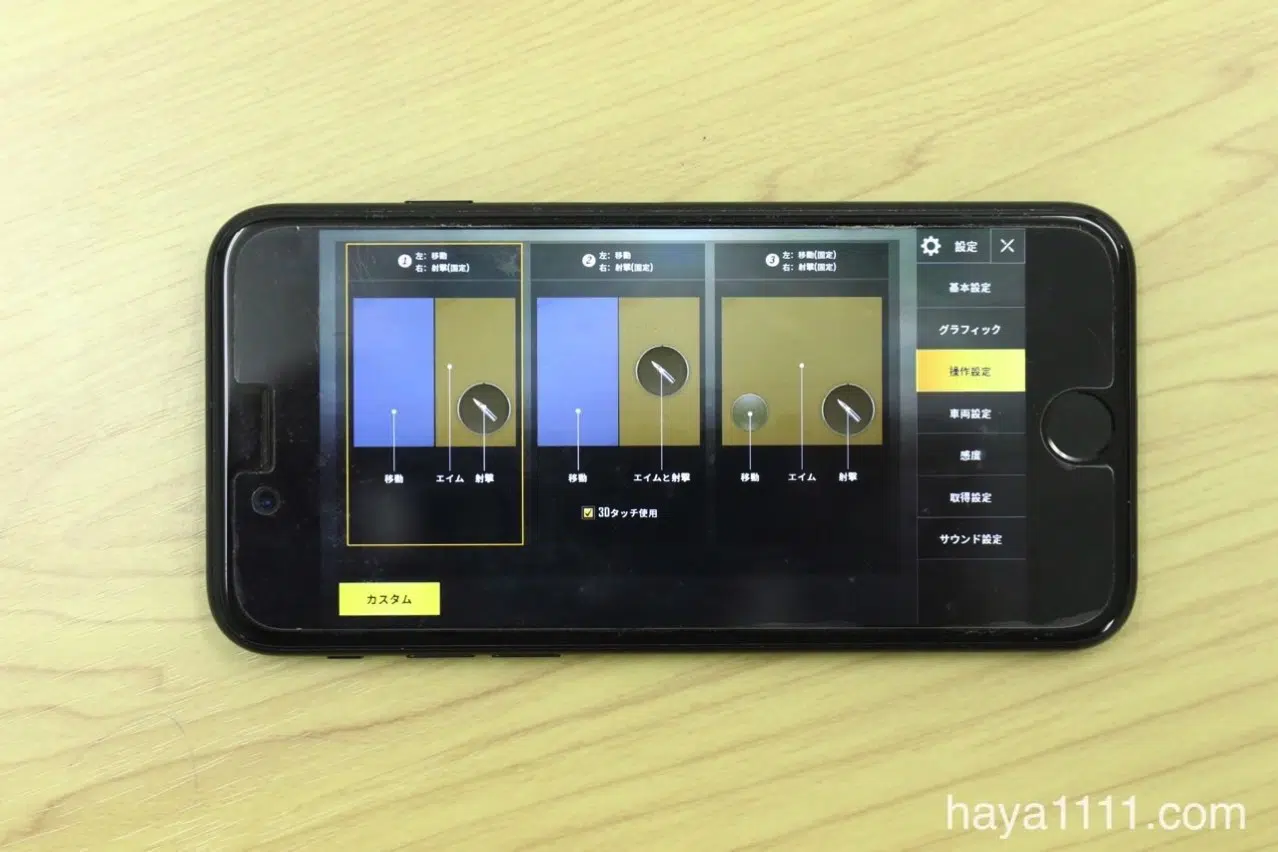 1 左: 移動
右: 射撃(固定)
移動 エイム 射撃
2 左: 移動
右: 射撃(固定)
移動 エイムと射撃
3Dタッチ使用
3 左: 移動(固定)
右: 射撃(固定)
移動 エイム 射撃
カスタム
設定
基本設定
グラフィック
操作設定
車両設定
感度
取得設定
サウンド設定
haya1111.com